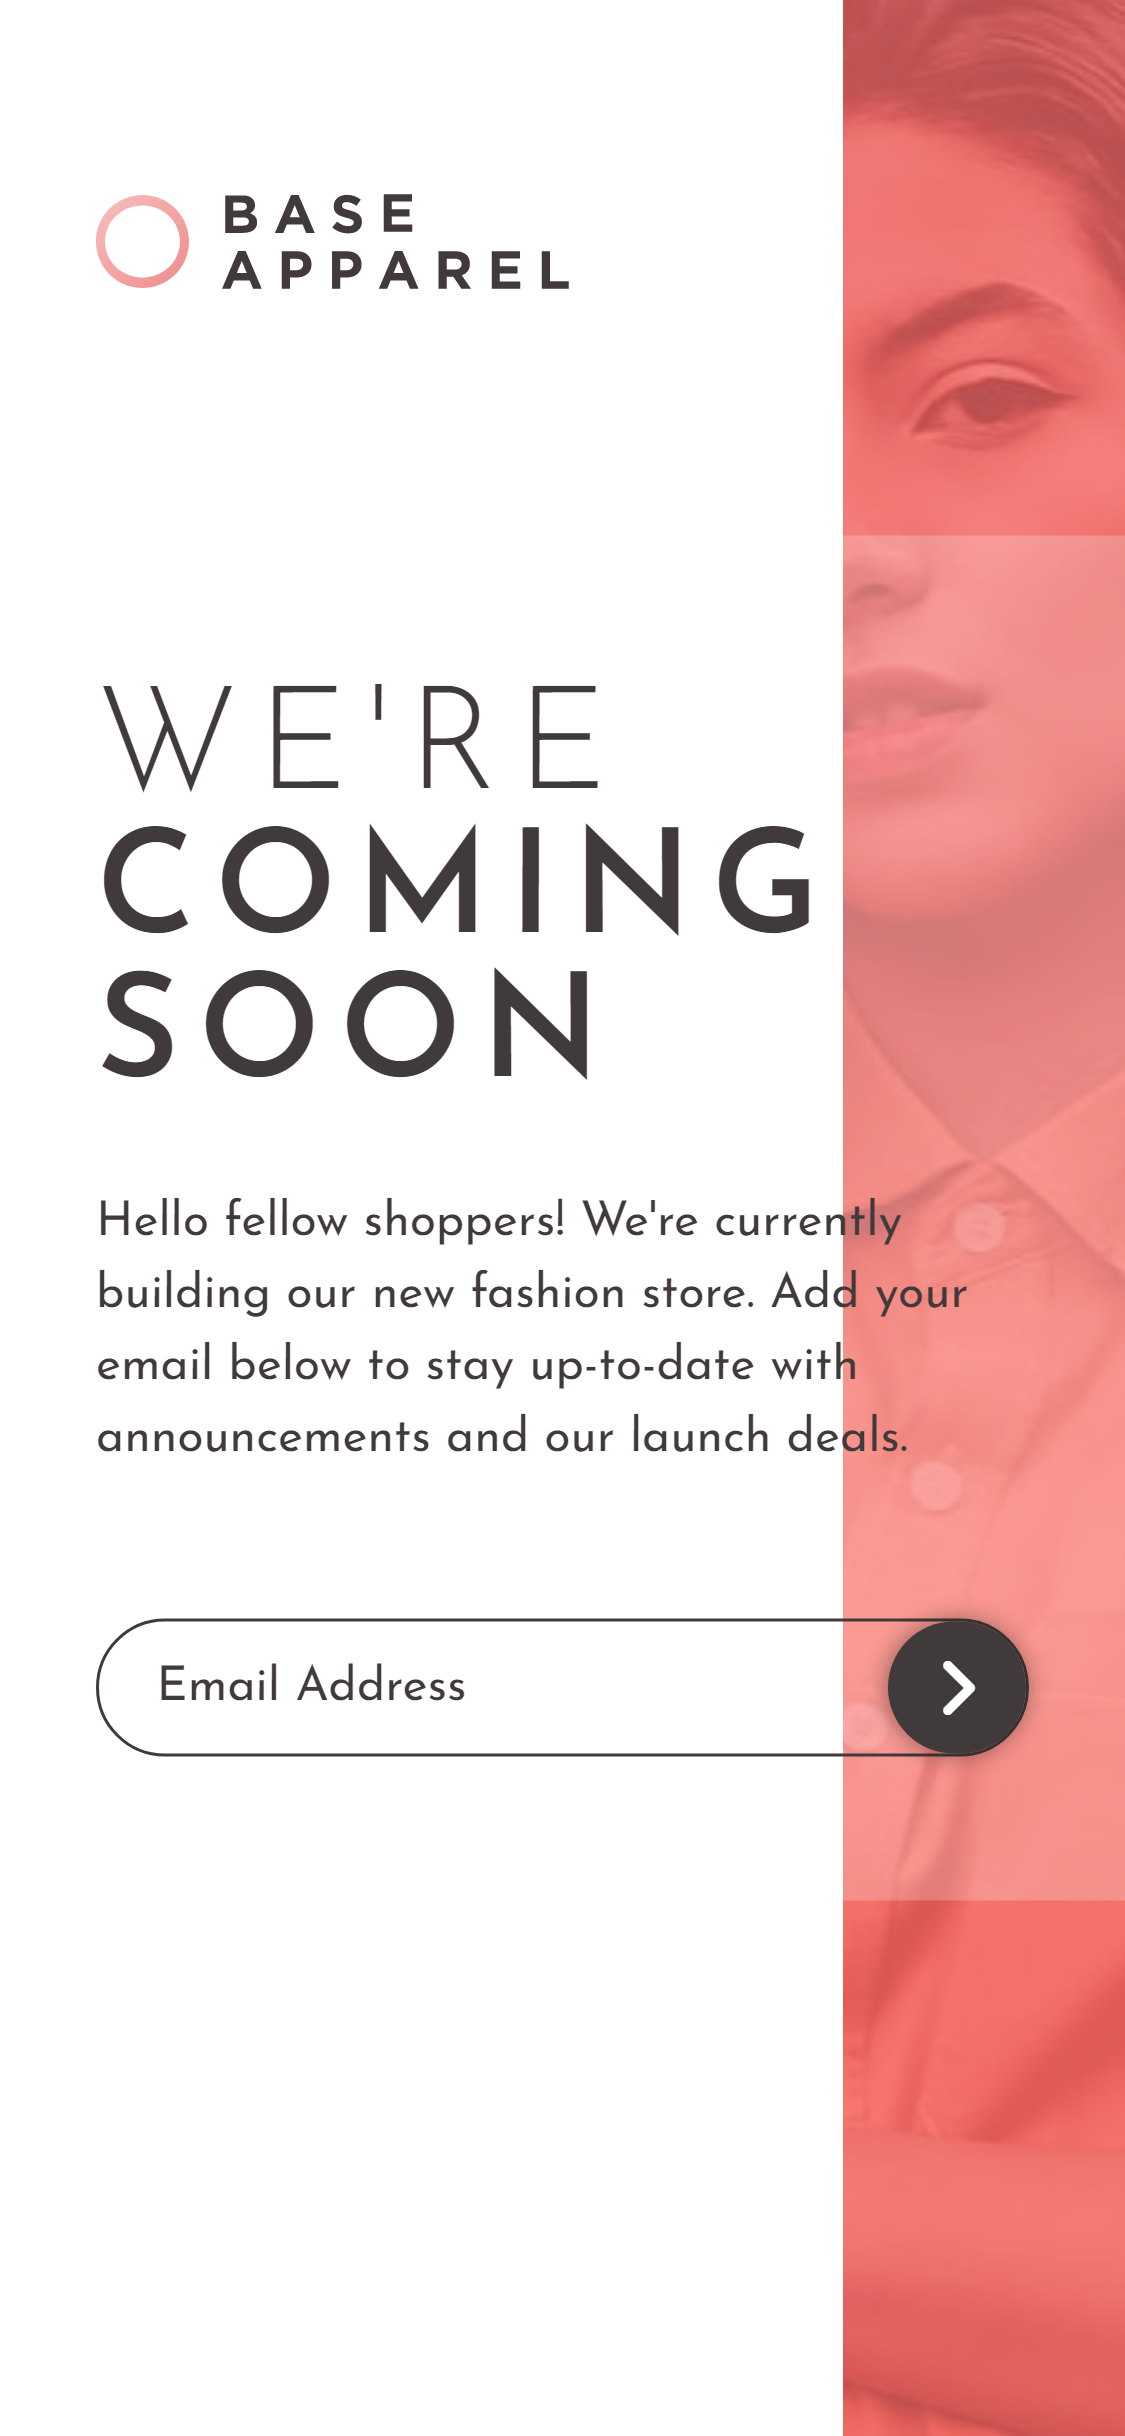 BASE
APPAREL
WE'RE
COMING
SOON
Hello fellow shoppers! We're currently
building our new fashion store. Add your
email below to stay up-to-date with
announcements and our launch deals.
Email Address